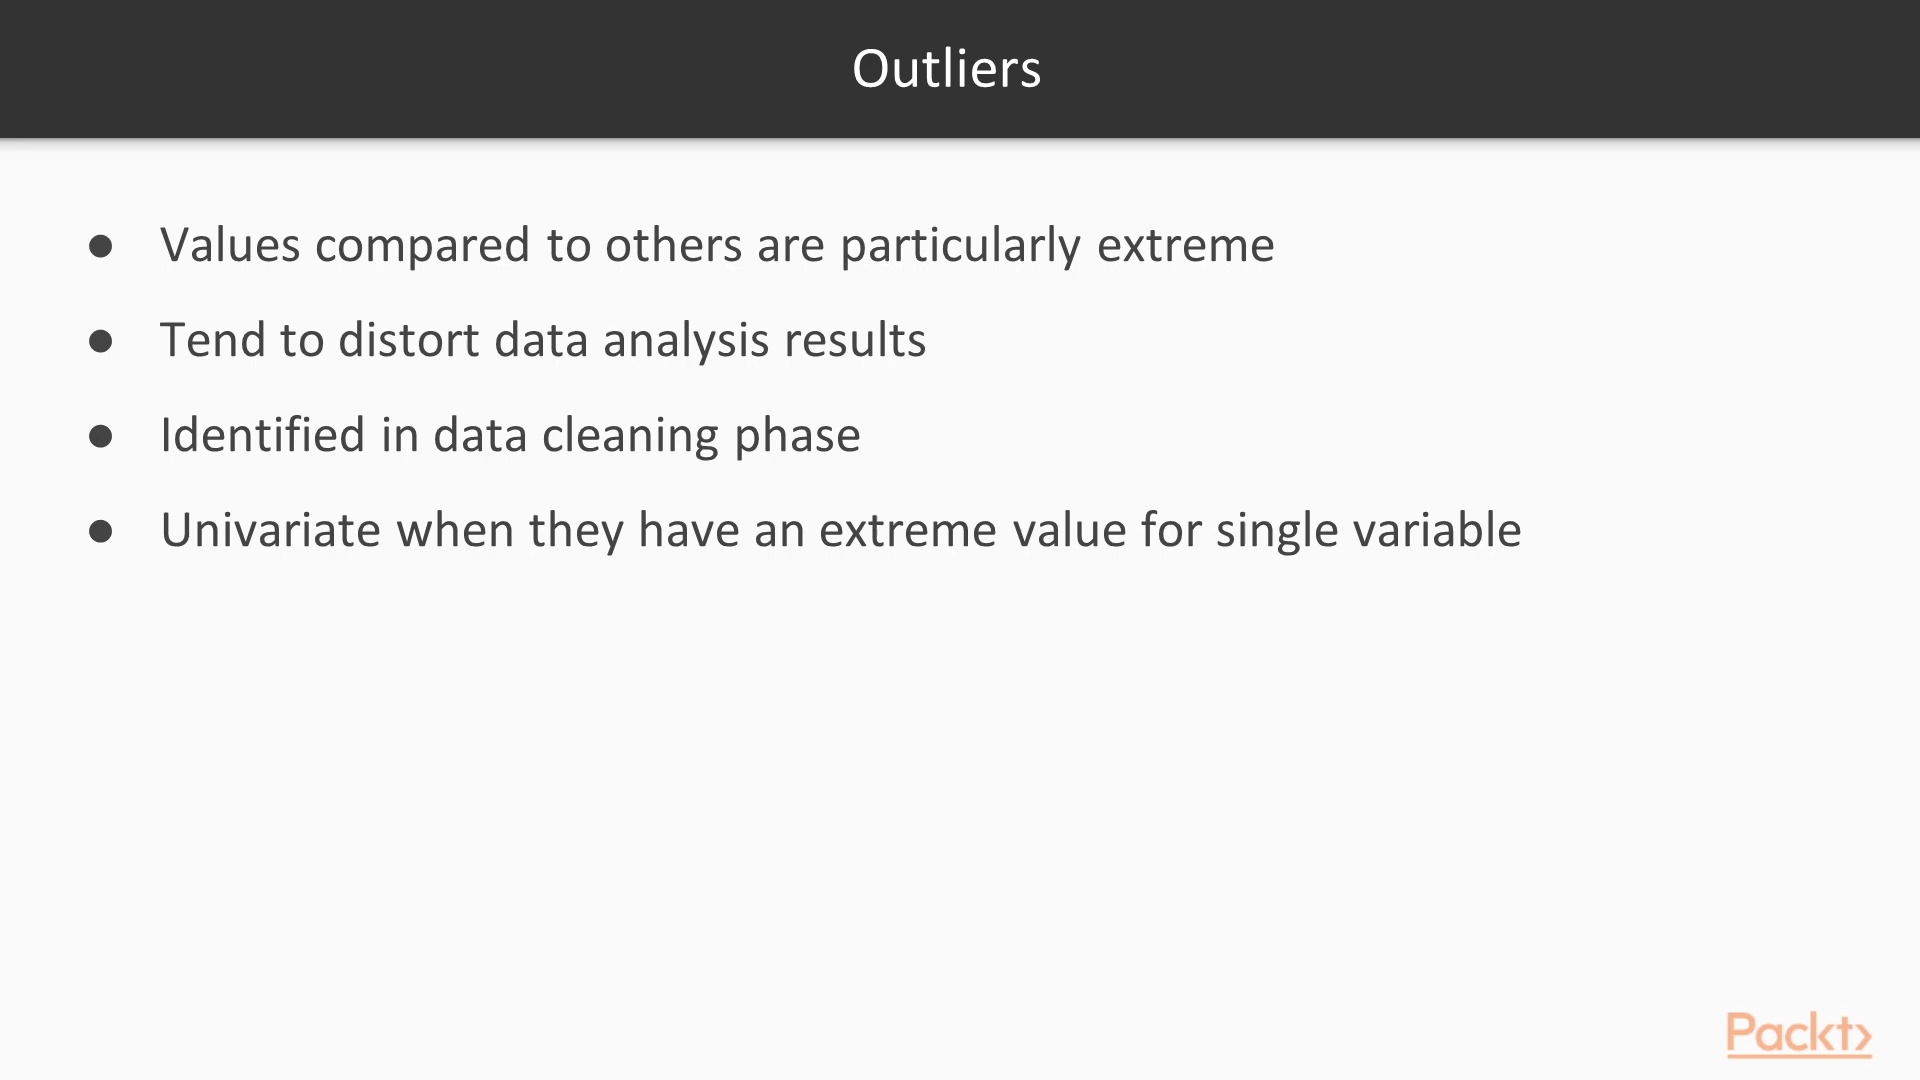 Outliers
● Values compared to others are particularly extreme
● Tend to distort data analysis results
● Identified in data cleaning phase
● Univariate when they have an extreme value for single variable
Packt>